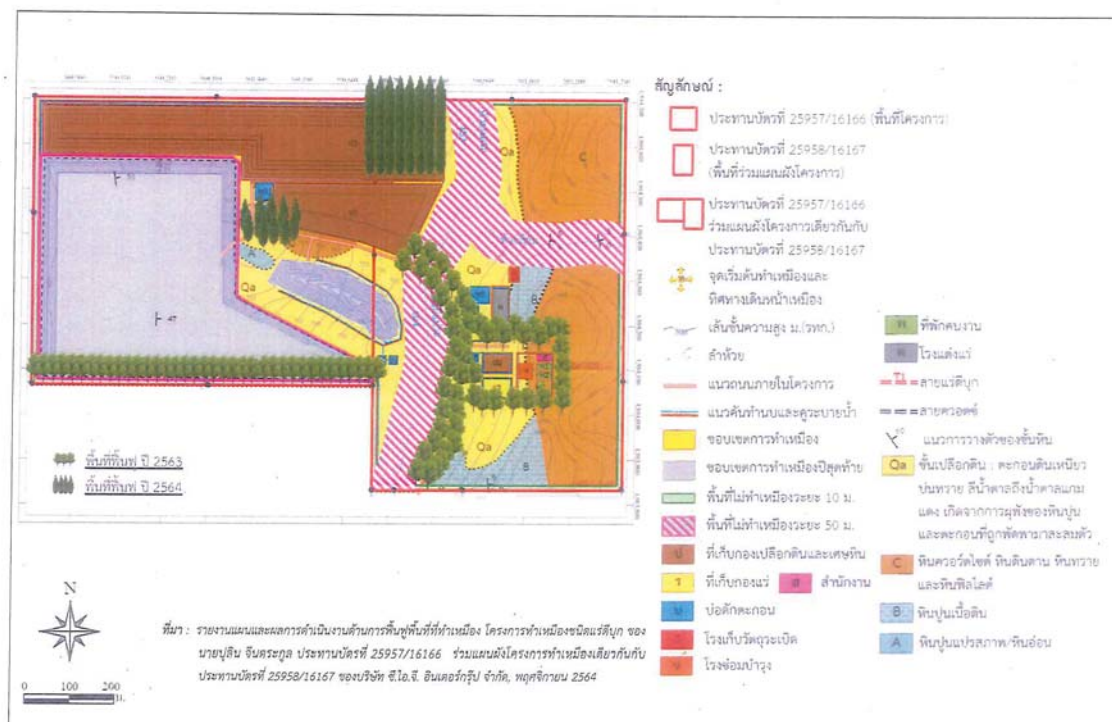 สัญลักษณ์ :
ประทานบัตรที่ 25957/16166 (พื้นที่โครงการ)
ประทานบัตรที่ 25958/16167
(พื้นที่ร่วมแผนผังโครงการ)
ประทานบัตรที่ 25957/16166
ร่วมแผนผังโครงการเดียวกันกับ
ประทานบัตรที่ 25958/16167
จุดเริ่มต้นทำเหมืองและ
ทิศทางเดินหน้าเหมือง
เส้นชั้นความสูง ม.(รทก.)
ลำห้วย
แนวถนนภายในโครงการ
แนวคันทำนบและคูระบายน้ำ
ขอบเขตการทำเหมือง
ขอบเขตการทำเหมืองปีสุดท้าย
พื้นที่ไม่ทำเหมืองระยะ 10 ม.
พื้นที่ไม่ทำเหมืองระยะ 50 ม.
ที่เก็บกองเปลือกดินและเศษหิน
ที่เก็บกองแร่
ส สำนักงาน
บ่อดักตะกอน
โรงเก็บวัตถุระเบิด
โรงซ่อมบำรุง
ที่พักคนงาน
โรงแต่งแร่
สายแร่ดีบุก
สายควอตซ์
แนวการวางตัวของชั้นหิน
Qa ชั้นเปลือกดิน : ตะกอนดินเหนียว
ปนทราย สีน้ำตาลถึงน้ำตาลแกม
แดง เกิดจากการผุพังของหินปูน
และตะกอนที่ถูกพัดพามาสะสมตัว
C หินควอร์ตไซต์ หินดินดาน หินทราย
และหินฟิลไลต์
B หินปูนเนื้อดิน
A หินปูนแปรสภาพ/หินอ่อน
Qa
C
Qa
B
Qa
B
A
47
พื้นที่ฟื้นฟู ปี 2563
พื้นที่ฟื้นฟู ปี 2564
N
0 100 200
ม.
ที่มา : รายงานแผนและผลการดำเนินงานด้านการฟื้นฟูพื้นที่ที่ทำเหมือง โครงการทำเหมืองชนิดแร่ดีบุก ของ
นายปุลิน จินตระกูล ประทานบัตรที่ 25957/16166 ร่วมแผนผังโครงการทำเหมืองเดียวกันกับ
ประทานบัตรที่ 25958/16167 ของบริษัท ซี.ไอ.จี. อินเตอร์กรุ๊ป จำกัด, พฤศจิกายน 2564